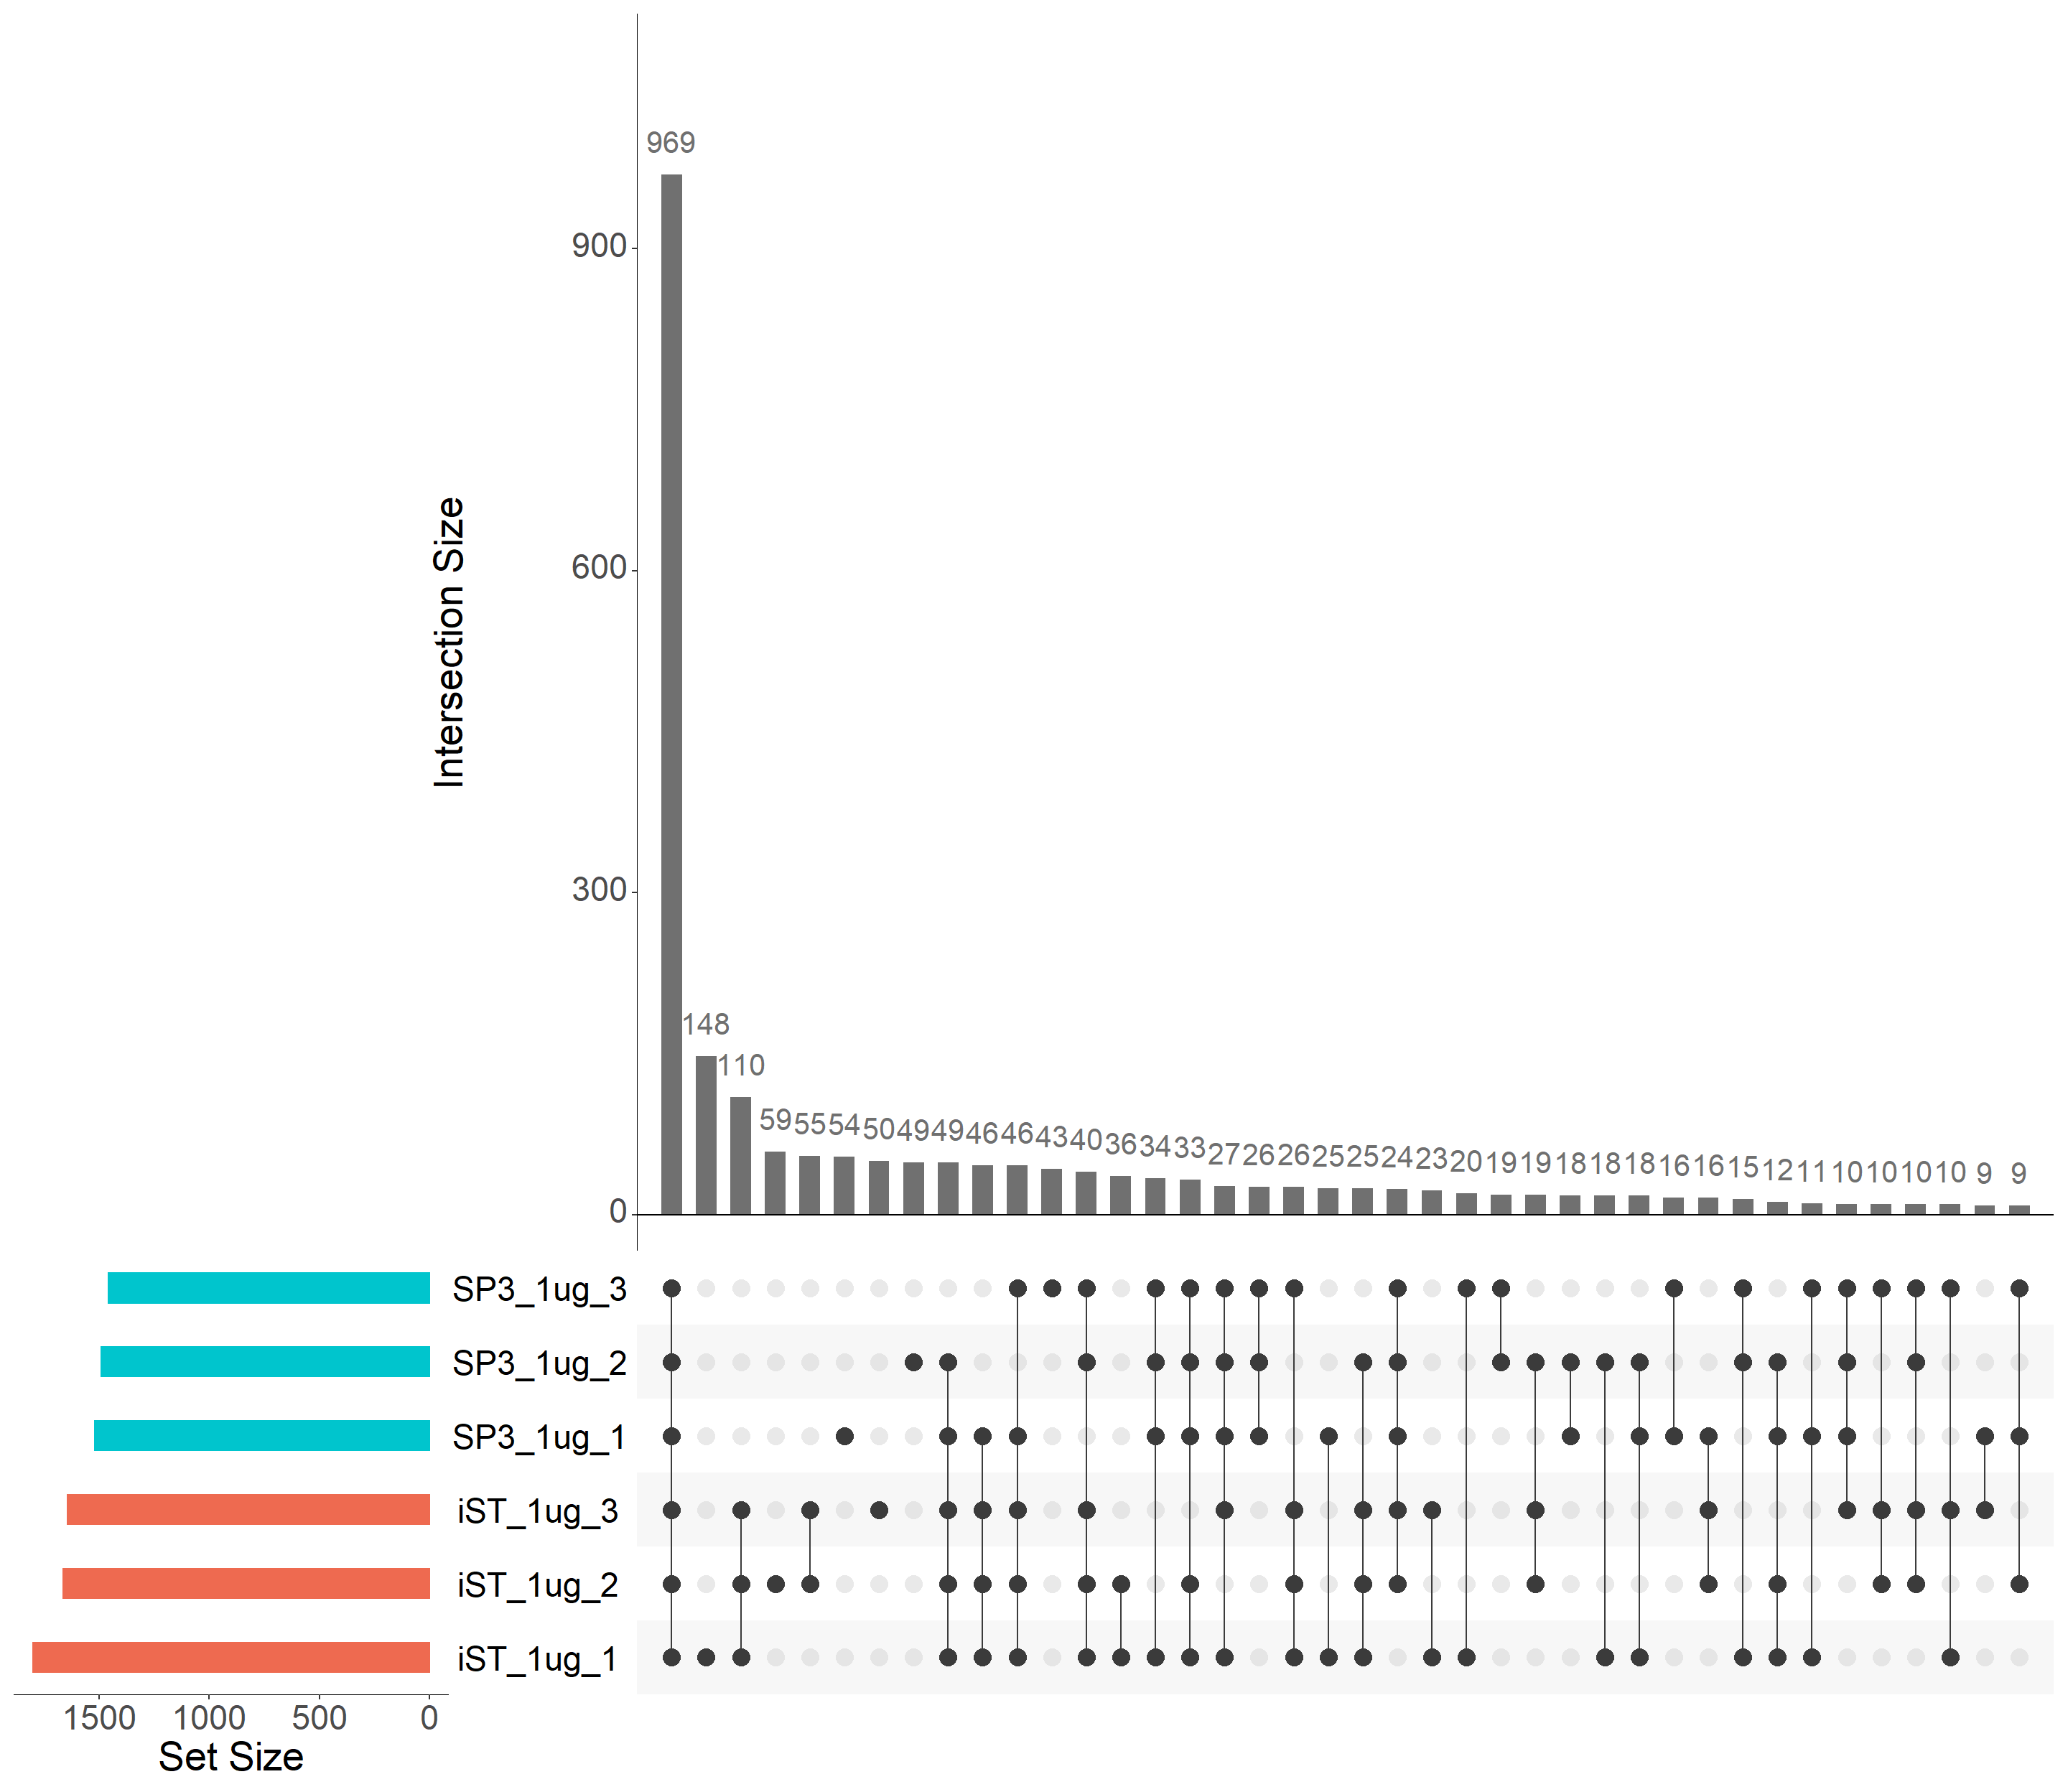 969
900
600
300
0
Intersection Size
148
110
59 55 54 50 49 49 46 46 43 40 36 34 33 27 26 26 25 25 24 23 20 19 19 18 18 18 16 16 15 12 11 10 10 10 10 9 9
SP3_1ug_3
SP3_1ug_2
SP3_1ug_1
iST_1ug_3
iST_1ug_2
iST_1ug_1
1500 1000 500 0
Set Size